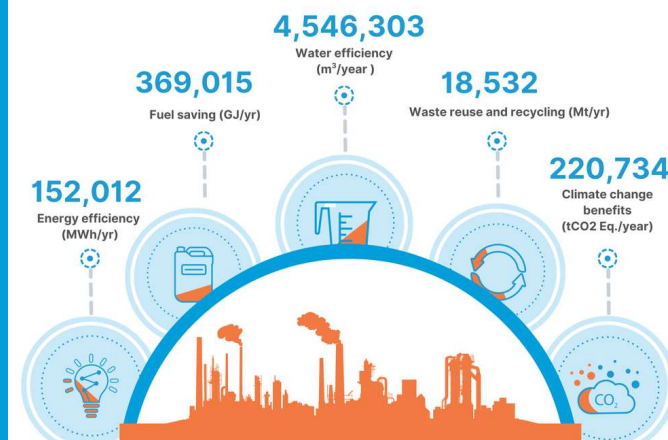 4,546,303
Water efficiency
(m³/year )
369,015
Fuel saving (GJ/yr)
18,532
Waste reuse and recycling (Mt/yr)
152,012
Energy efficiency
(MWh/yr)
220,734
Climate change
benefits
(tCO2 Eq./year)
CO₂